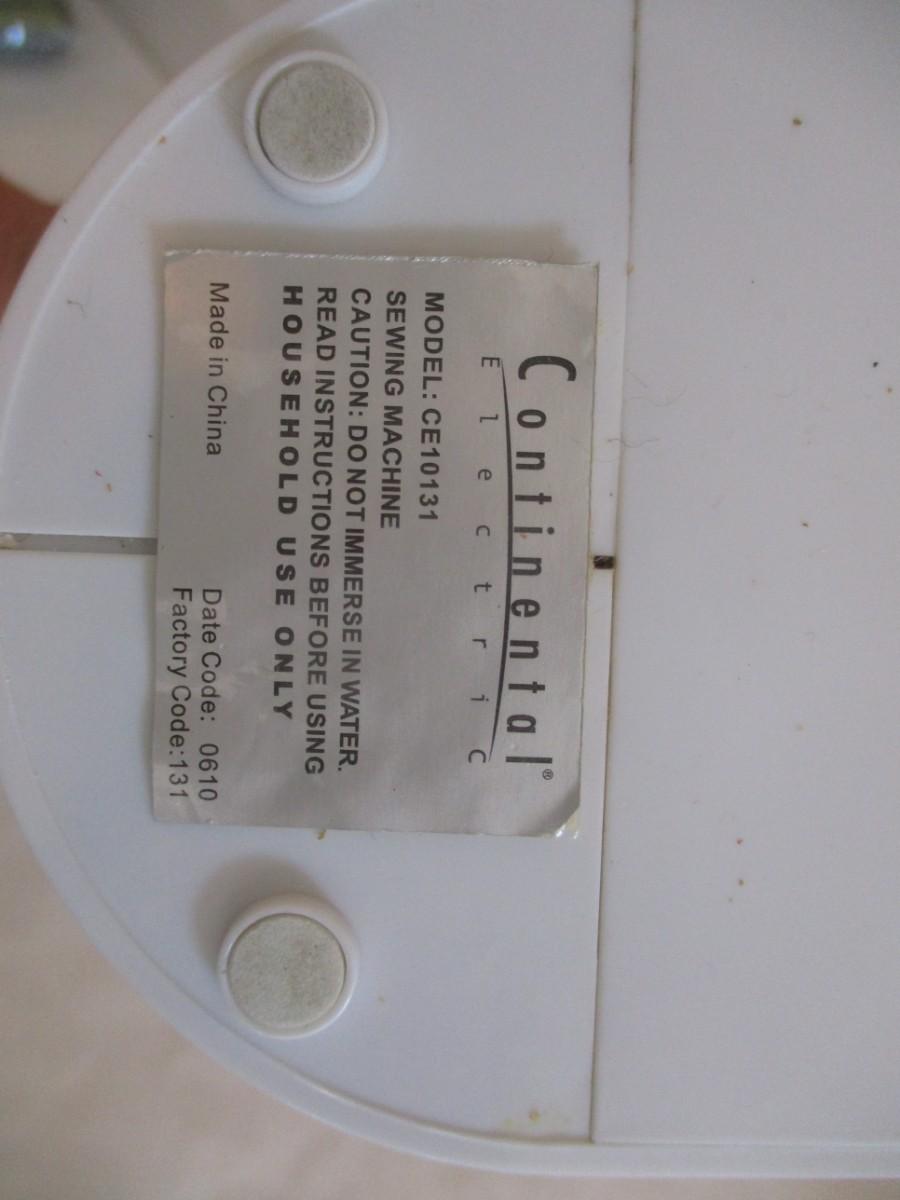 Continental®
Electric
MODEL: CE10131
SEWING MACHINE
CAUTION: DO NOT IMMERSE IN WATER.
READ INSTRUCTIONS BEFORE USING
HOUSEHOLD USE ONLY
Made in China
Date Code: 0610
Factory Code:131